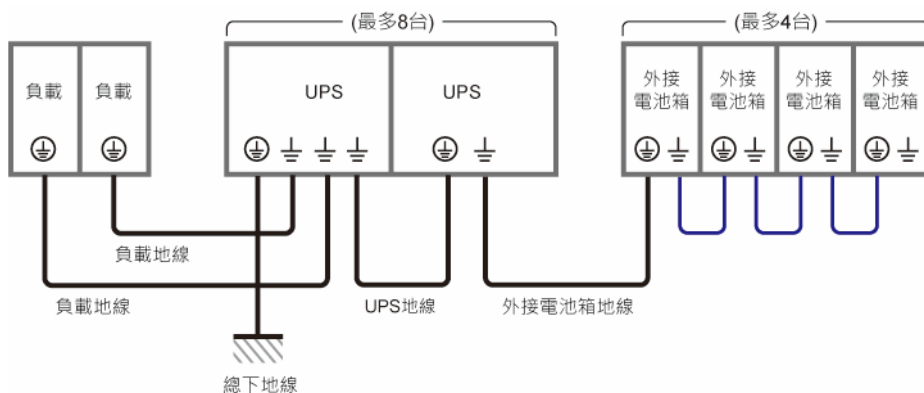 (最多8台)
(最多4台)
負載
負載
UPS
UPS
外接
電池箱
外接
電池箱
外接
電池箱
外接
電池箱
負載地線
負載地線
UPS地線
外接電池箱地線
總下地線